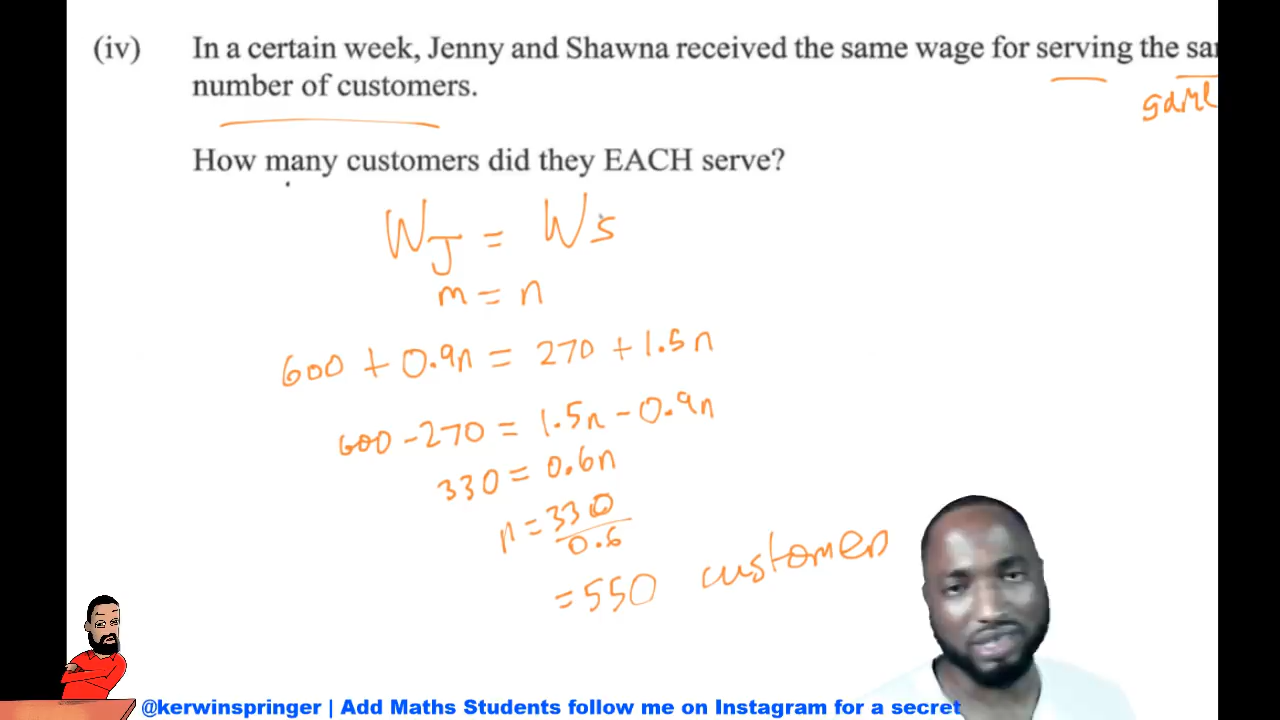 (iv) In a certain week, Jenny and Shawna received the same wage for serving the
number of customers.
How many customers did they EACH serve?
W_J = W_S
m = n
600 + 0.9n = 270 + 1.5n
600 - 270 = 1.5n - 0.9n
330 = 0.6n
n = 330/0.6
= 550 customers
@kerwinspringer | Add Maths Students follow me on Instagram for a secret